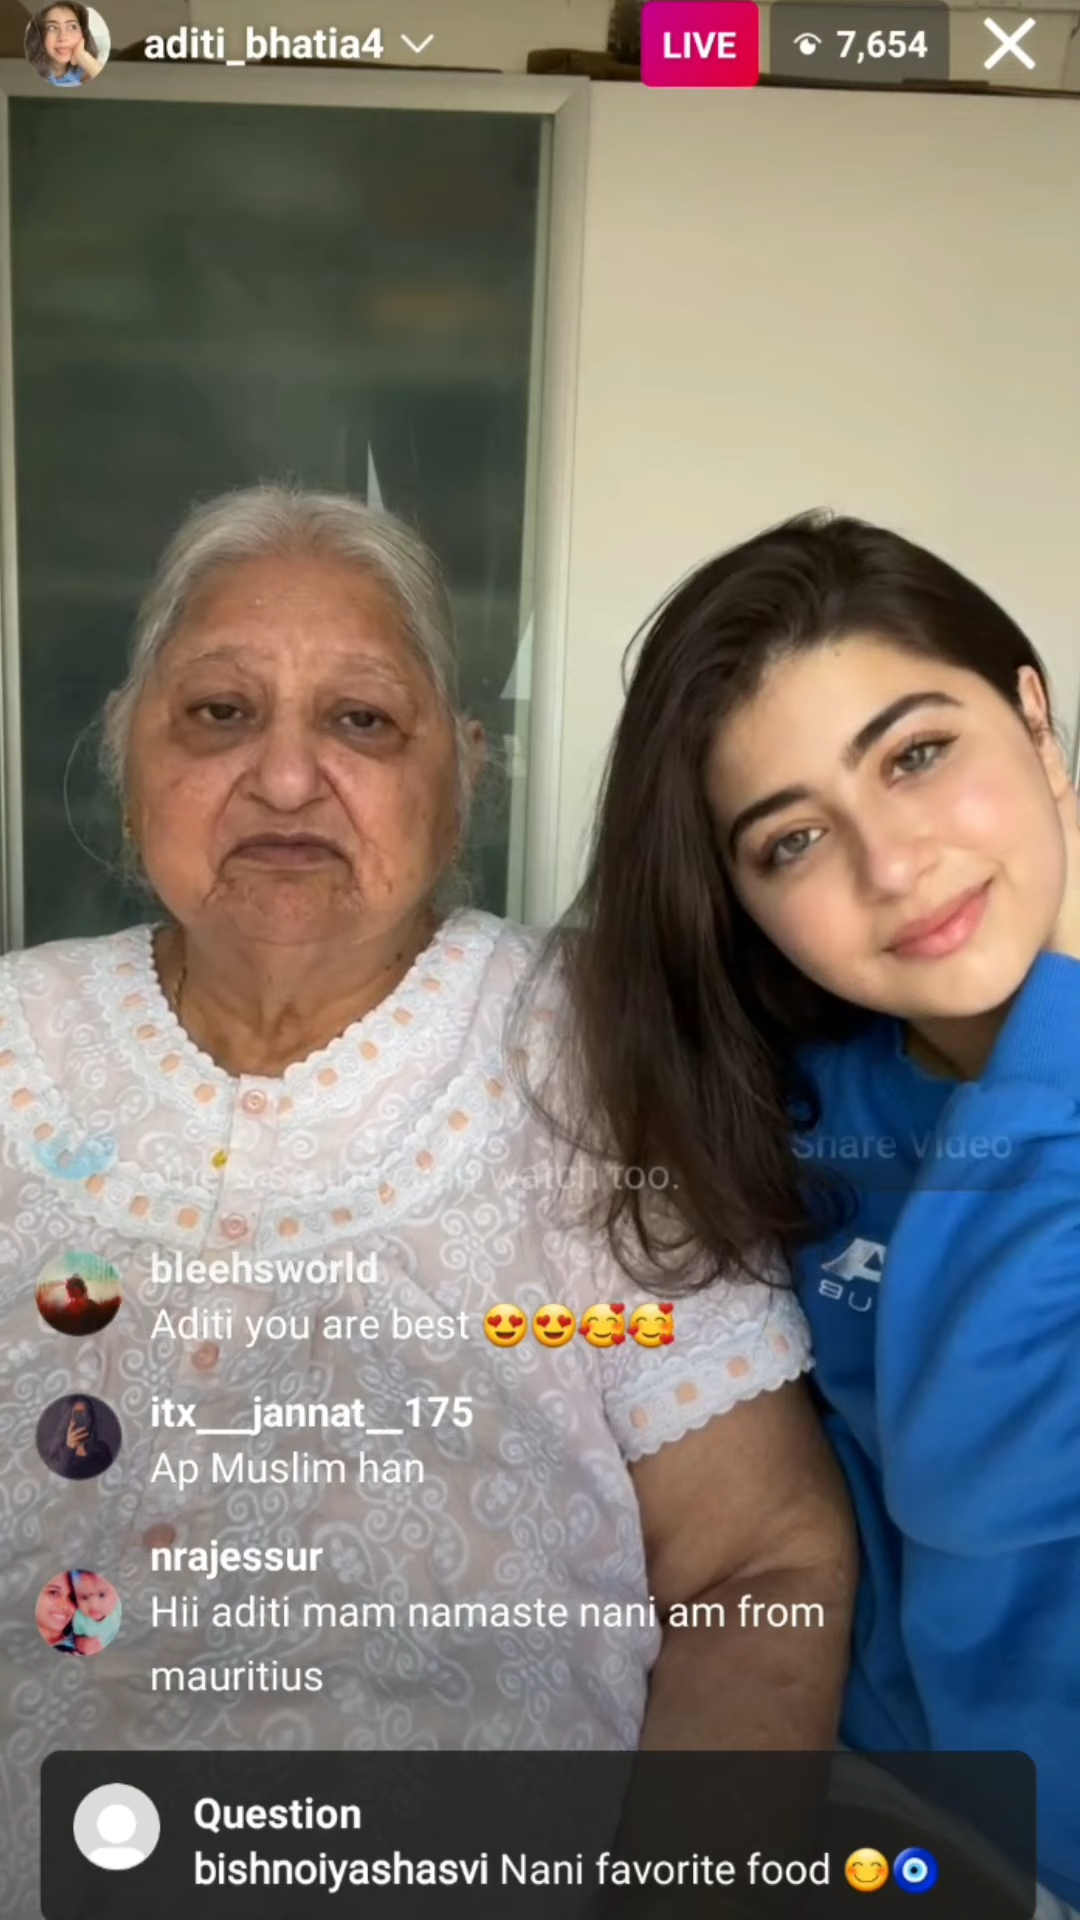 aditi_bhatia4
LIVE
7,654
Share Video
watch too.
bleehsworld
Aditi you are best 😍😍🥰🥰
itx___jannat__175
Ap Muslim han
nrajessur
Hii aditi mam namaste nani am from
mauritius
Question
bishnoiyashasvi Nani favorite food 😊🧿